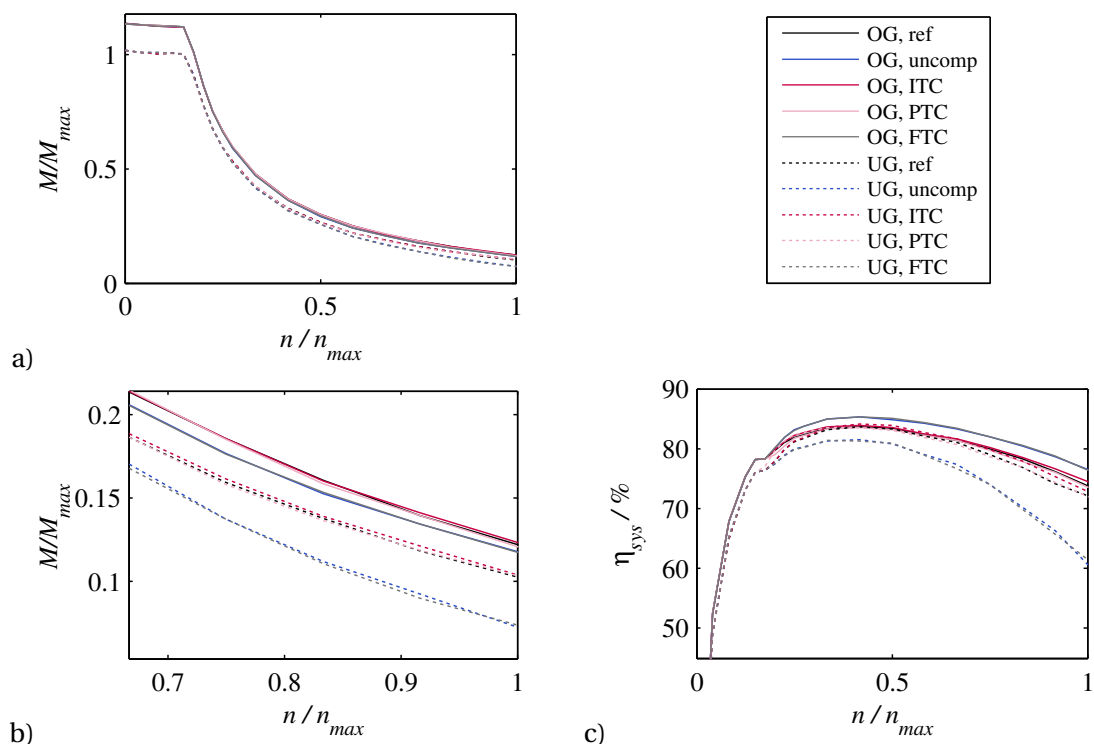 1
0.5
0
M/M_max
0
0.5
1
n / n_max
a)
OG, ref
OG, uncomp
OG, ITC
OG, PTC
OG, FTC
UG, ref
UG, uncomp
UG, ITC
UG, PTC
UG, FTC
0.2
0.15
0.1
M/M_max
0.7
0.8
0.9
1
n / n_max
b)
90
80
70
60
50
η_sys / %
0
0.5
1
n / n_max
c)